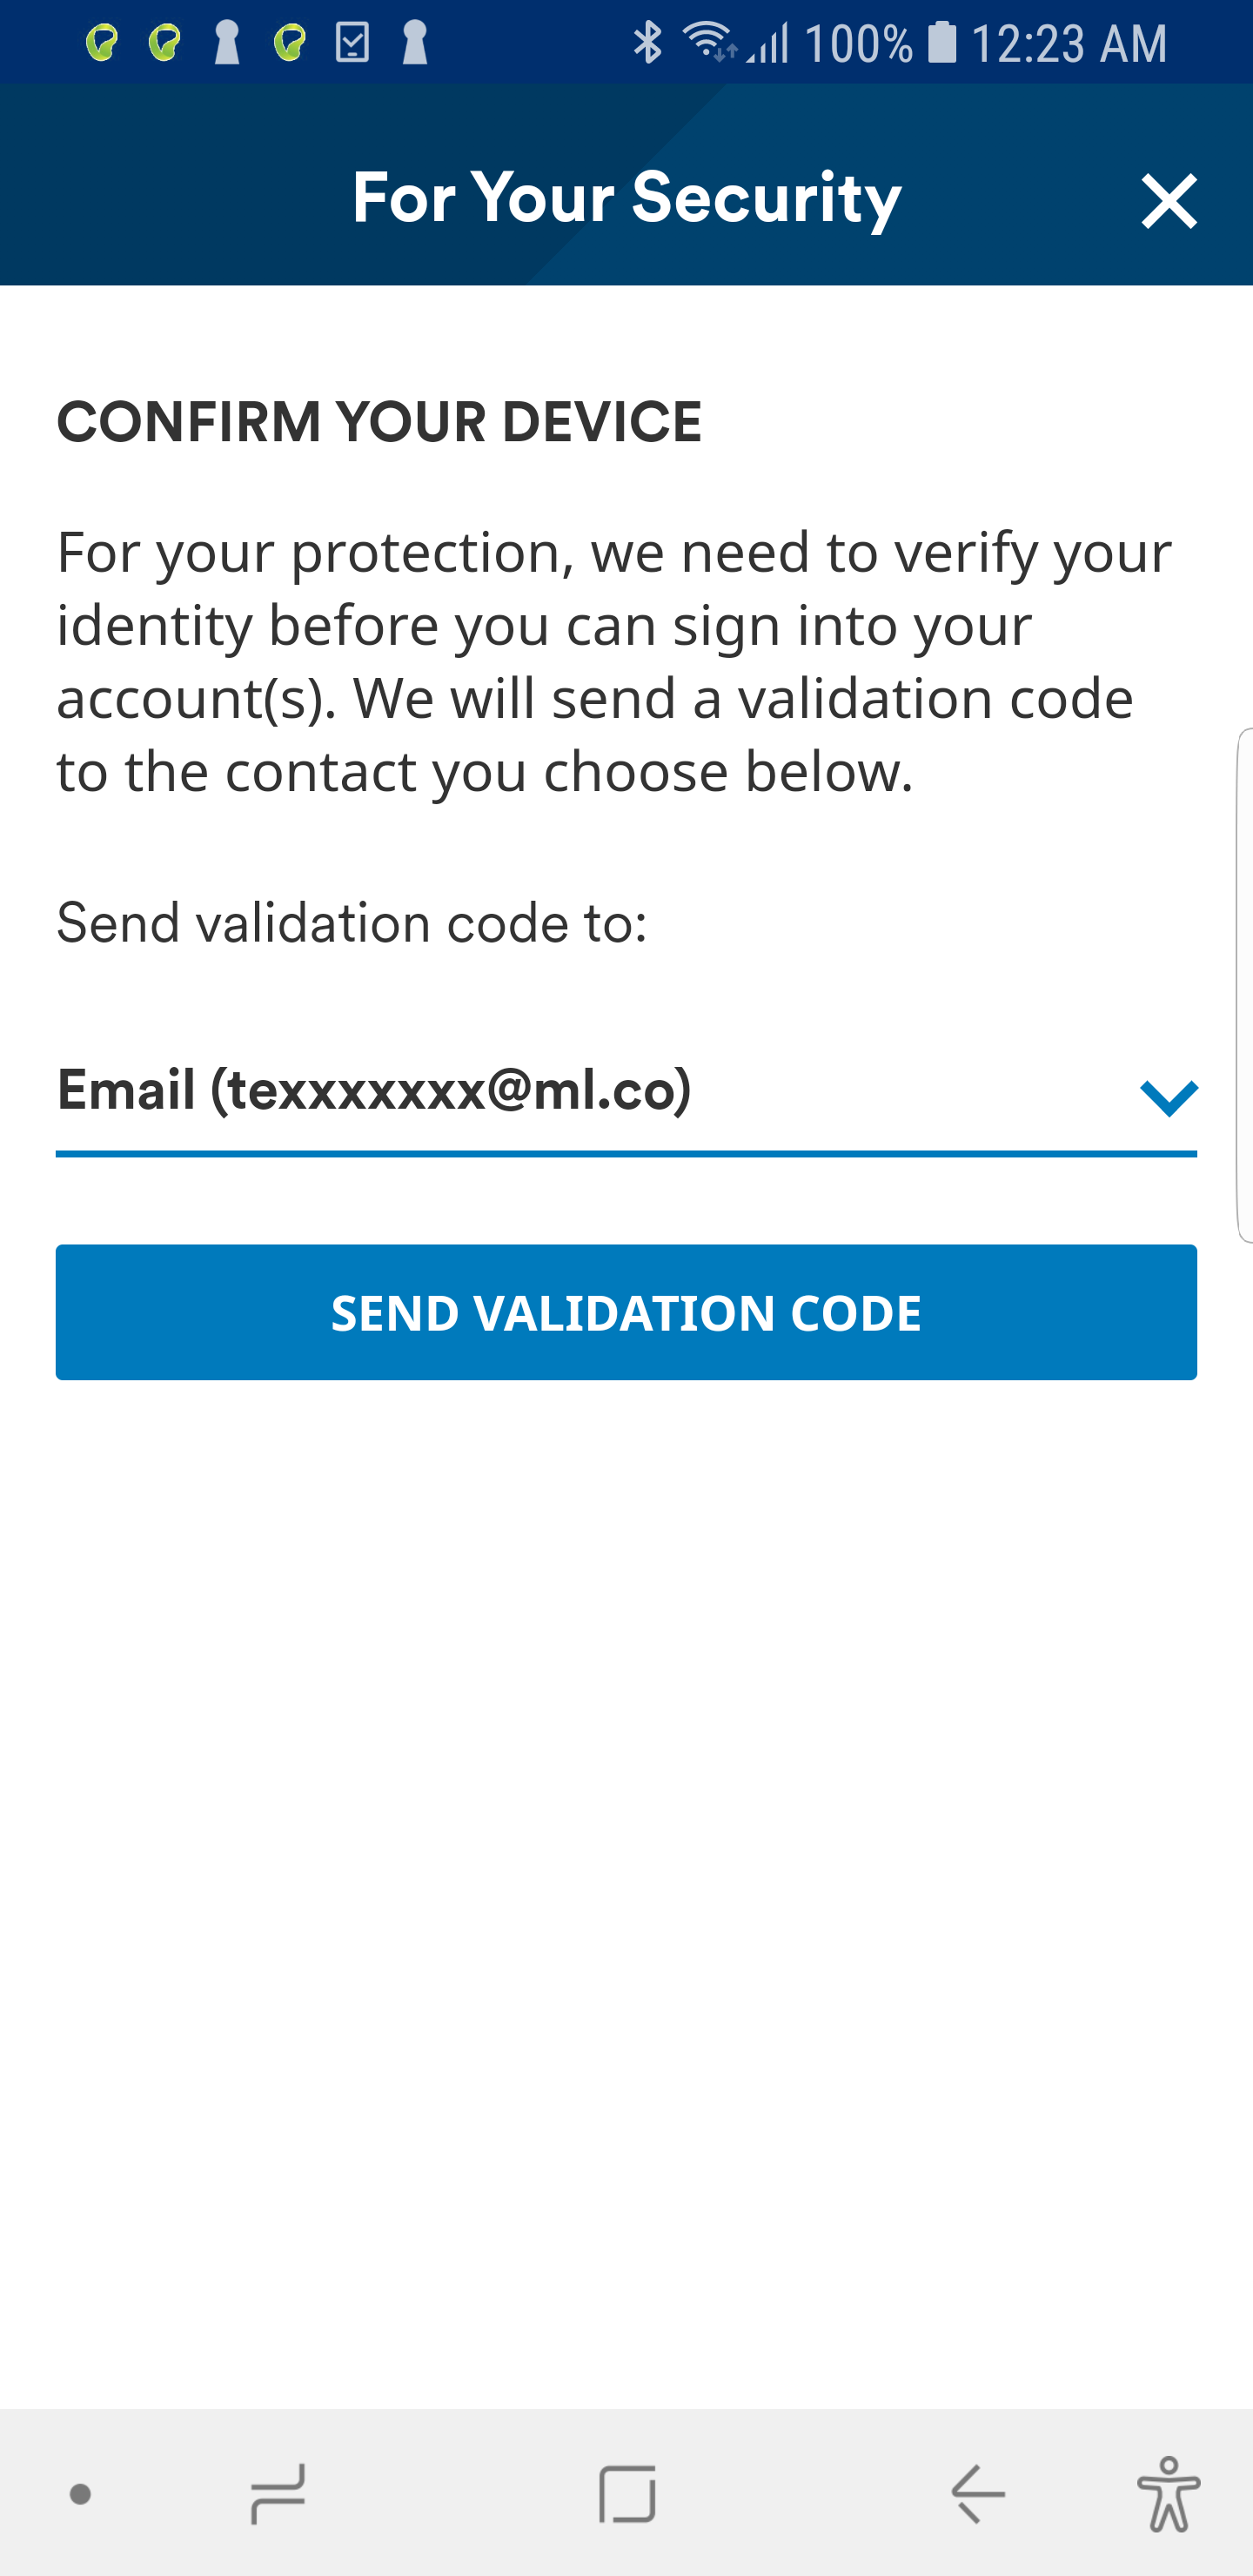 100% 12:23 AM
For Your Security
CONFIRM YOUR DEVICE
For your protection, we need to verify your
identity before you can sign into your
account(s). We will send a validation code
to the contact you choose below.
Send validation code to:
Email (texxxxxxx@ml.co)
SEND VALIDATION CODE